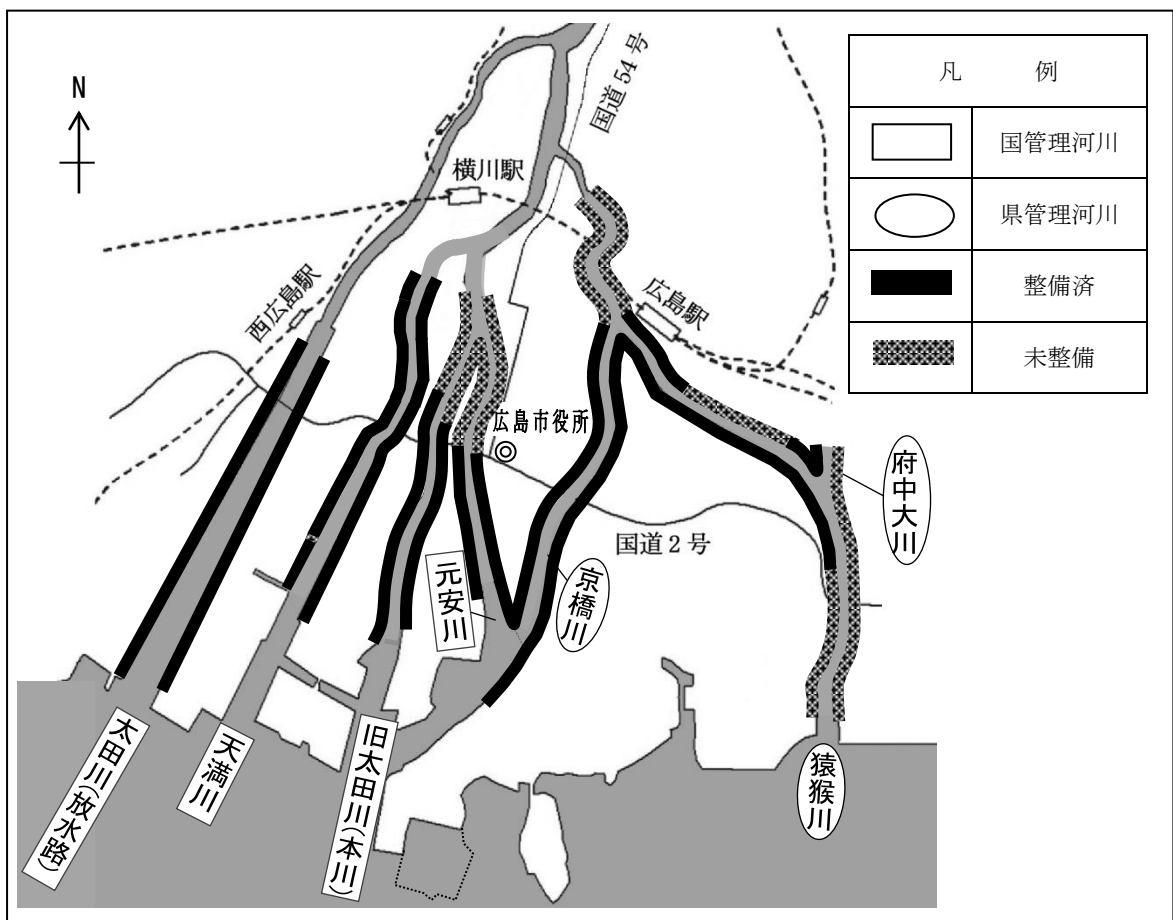 N
国道54号
横川駅
西広島駅
広島駅
広島市役所
国道2号
元安川
京橋川
府中大川
太田川(放水路)
天満川
旧太田川(本川)
猿猴川
凡 例
国管理河川
県管理河川
整備済
未整備